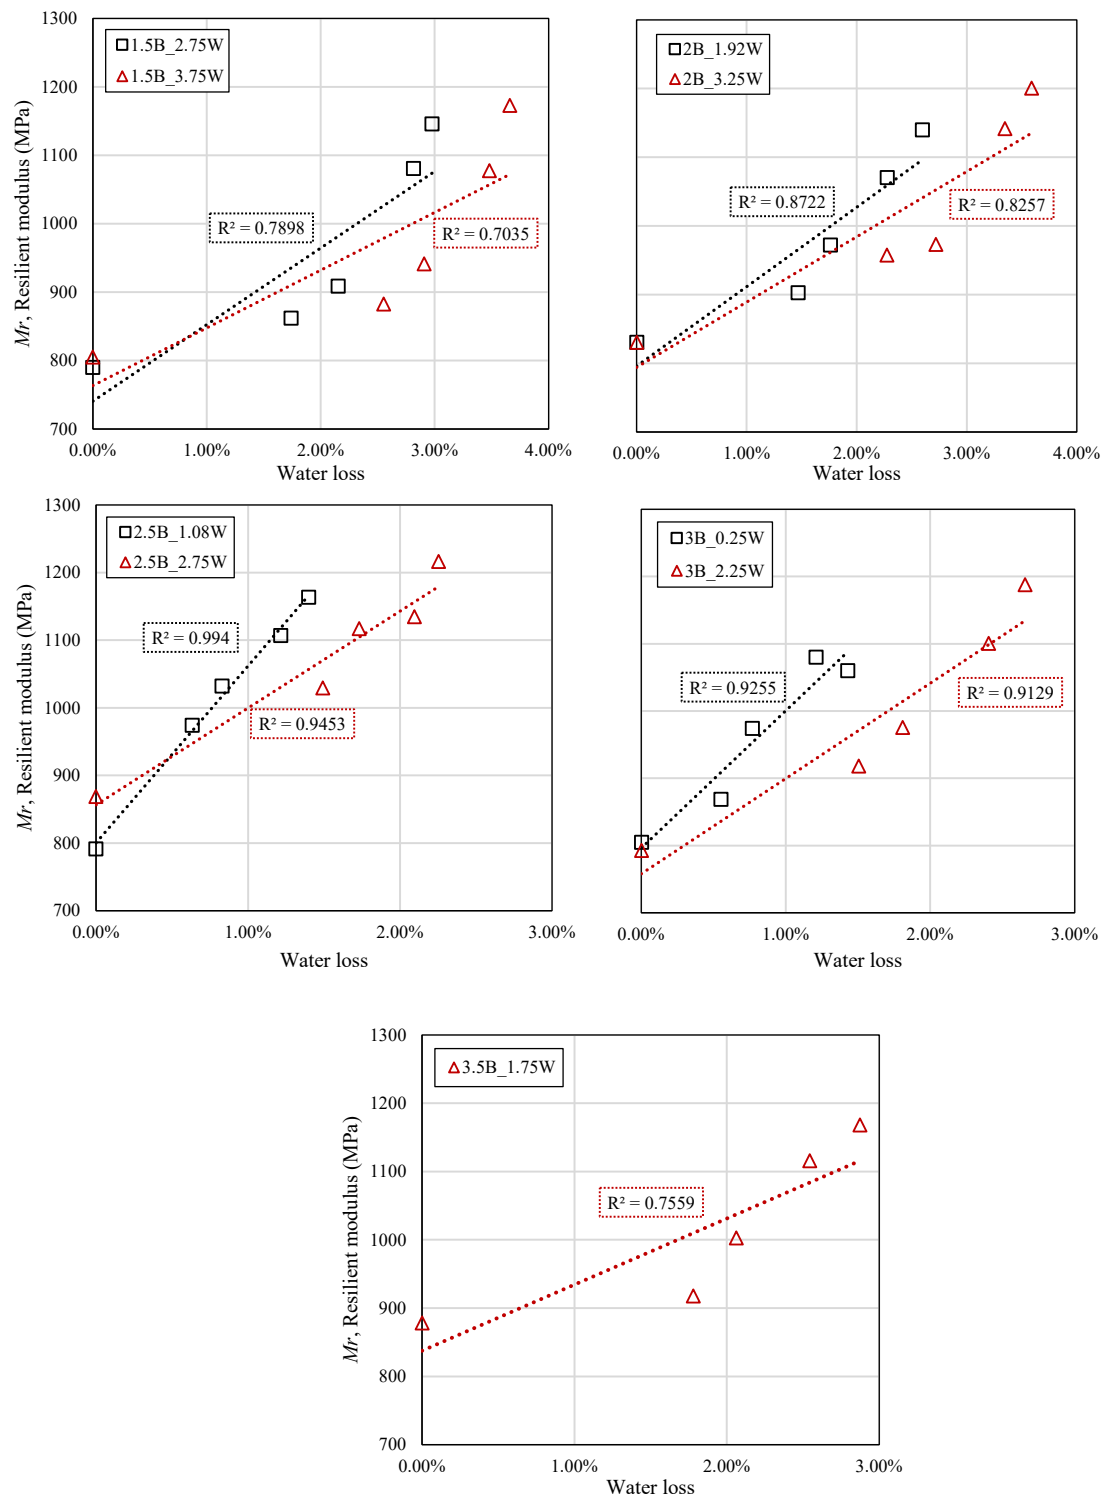 1300
1200
1100
1000
900
800
700
Mr, Resilient modulus (MPa)
1.5B_2.75W
1.5B_3.75W
R² = 0.7898
R² = 0.7035
0.00%
1.00%
2.00%
3.00%
4.00%
Water loss
2B_1.92W
2B_3.25W
R² = 0.8722
R² = 0.8257
0.00%
1.00%
2.00%
3.00%
4.00%
Water loss
1300
1200
1100
1000
900
800
700
Mr, Resilient modulus (MPa)
2.5B_1.08W
2.5B_2.75W
R² = 0.994
R² = 0.9453
0.00%
1.00%
2.00%
3.00%
Water loss
3B_0.25W
3B_2.25W
R² = 0.9255
R² = 0.9129
0.00%
1.00%
2.00%
3.00%
Water loss
1300
1200
1100
1000
900
800
700
Mr, Resilient modulus (MPa)
3.5B_1.75W
R² = 0.7559
0.00%
1.00%
2.00%
3.00%
Water loss